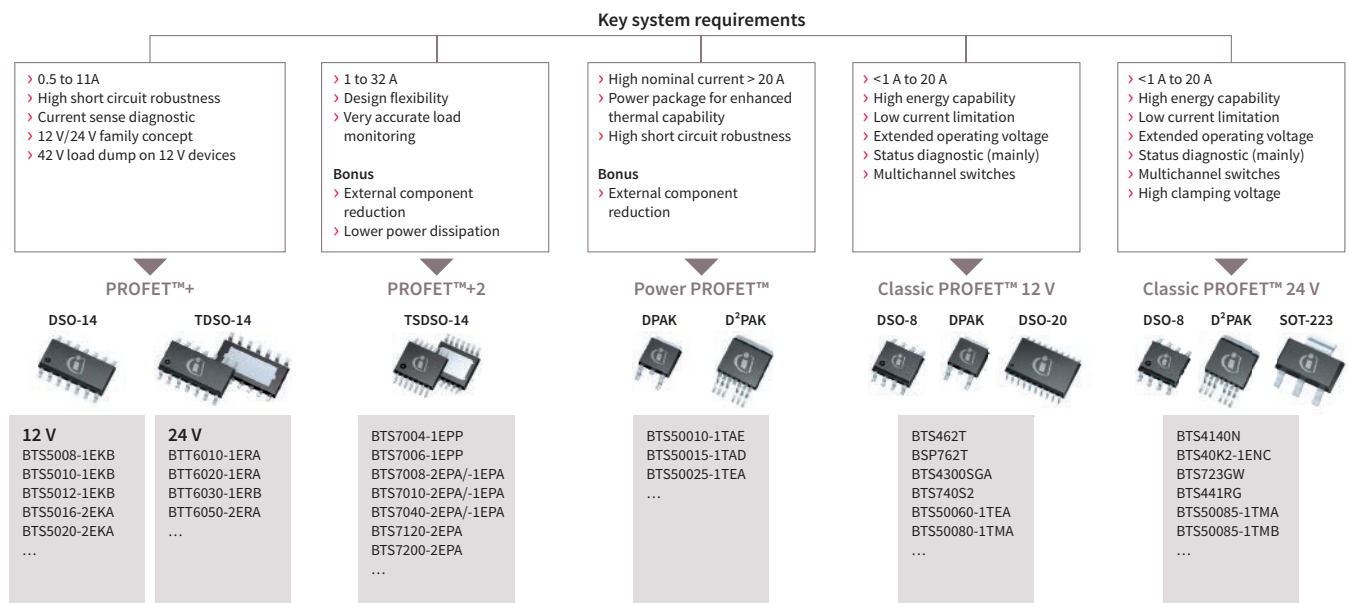 Key system requirements
› 0.5 to 11A
› High short circuit robustness
› Current sense diagnostic
› 12 V/24 V family concept
› 42 V load dump on 12 V devices
› 1 to 32 A
› Design flexibility
› Very accurate load
monitoring
Bonus
› External component
reduction
› Lower power dissipation
› High nominal current > 20 A
› Power package for enhanced
thermal capability
› High short circuit robustness
Bonus
› External component
reduction
› <1 A to 20 A
› High energy capability
› Low current limitation
› Extended operating voltage
› Status diagnostic (mainly)
› Multichannel switches
› <1 A to 20 A
› High energy capability
› Low current limitation
› Extended operating voltage
› Status diagnostic (mainly)
› Multichannel switches
› High clamping voltage
PROFET™+
DSO-14
TDSO-14
12 V
BTS5008-1EKB
BTS5010-1EKB
BTS5012-1EKB
BTS5016-2EKA
BTS5020-2EKA
…
24 V
BTT6010-1ERA
BTT6020-1ERA
BTT6030-1ERB
BTT6050-2ERA
…
PROFET™+2
TSDSO-14
BTS7004-1EPP
BTS7006-1EPP
BTS7008-2EPA/-1EPA
BTS7010-2EPA/-1EPA
BTS7040-2EPA/-1EPA
BTS7120-2EPA
BTS7200-2EPA
…
Power PROFET™
DPAK
D²PAK
BTS50010-1TAE
BTS50015-1TAD
BTS50025-1TEA
…
Classic PROFET™ 12 V
DSO-8
DPAK
DSO-20
BTS462T
BSP762T
BTS4300SGA
BTS740S2
BTS50060-1TEA
BTS50080-1TMA
…
Classic PROFET™ 24 V
DSO-8
D²PAK
SOT-223
BTS4140N
BTS40K2-1ENC
BTS723GW
BTS441RG
BTS50085-1TMA
BTS50085-1TMB
…